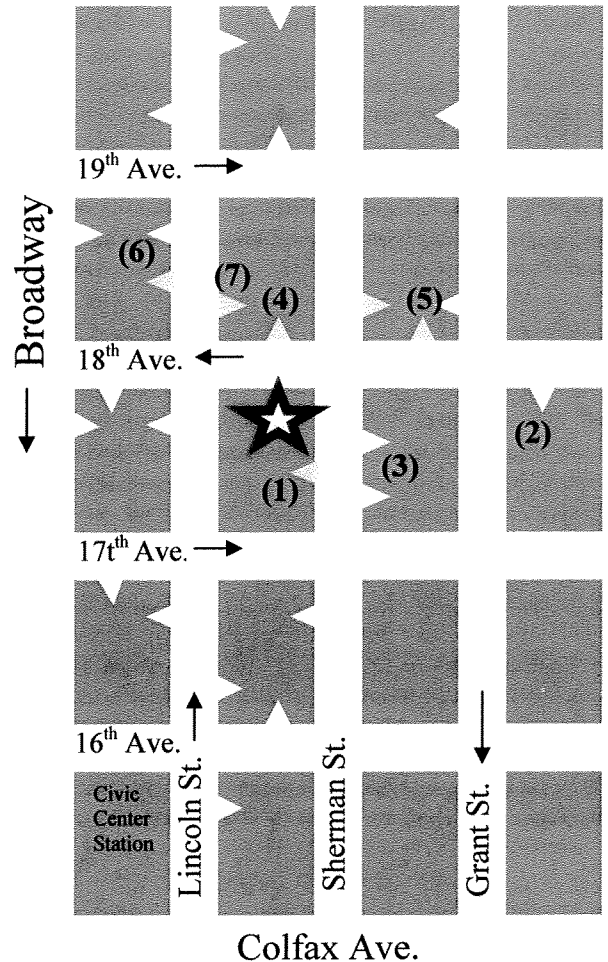 19th Ave.
Broadway
(6)
(7)
(4)
(5)
18th Ave.
(1)
(3)
(2)
17tth Ave.
16th Ave.
Civic
Center
Station
Lincoln St.
Sherman St.
Grant St.
Colfax Ave.